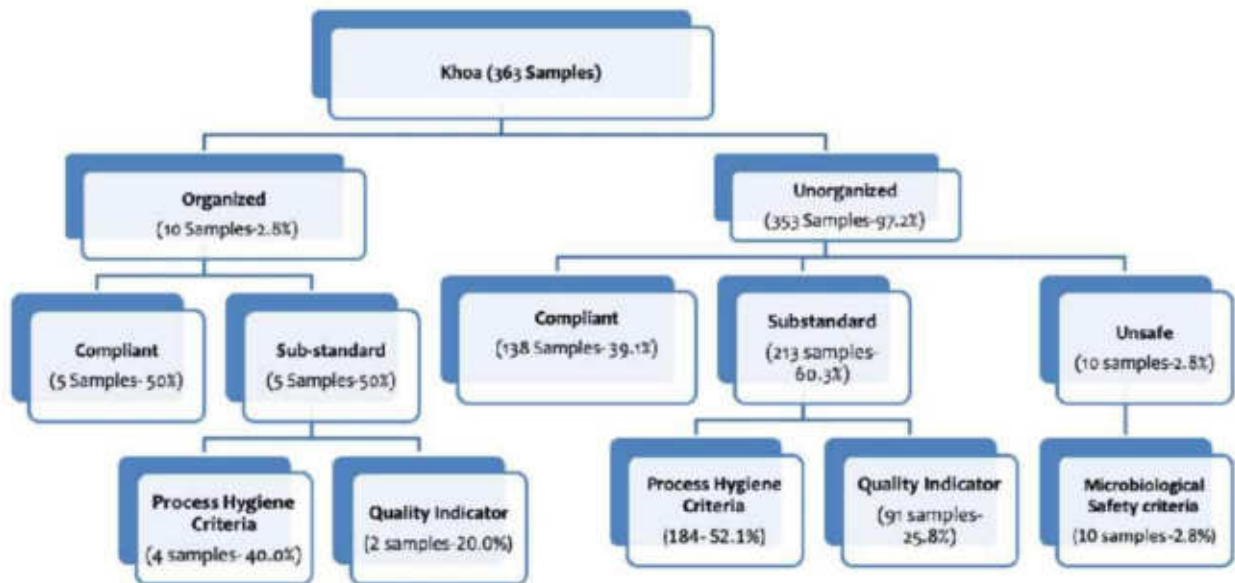 Khoa (363 Samples)
Organized
(10 Samples-2.8%)
Unorganized
(353 Samples-97.2%)
Compliant
(5 Samples- 50%)
Sub-standard
(5 Samples-50%)
Compliant
(138 Samples- 39.1%)
Substandard
(213 samples-
60.3%)
Unsafe
(10 samples-2.8%)
Process Hygiene
Criteria
(4 samples- 40.0%)
Quality Indicator
(2 samples-20.0%)
Process Hygiene
Criteria
(184- 52.1%)
Quality Indicator
(91 samples-
25.8%)
Microbiological
Safety criteria
(10 samples-2.8%)